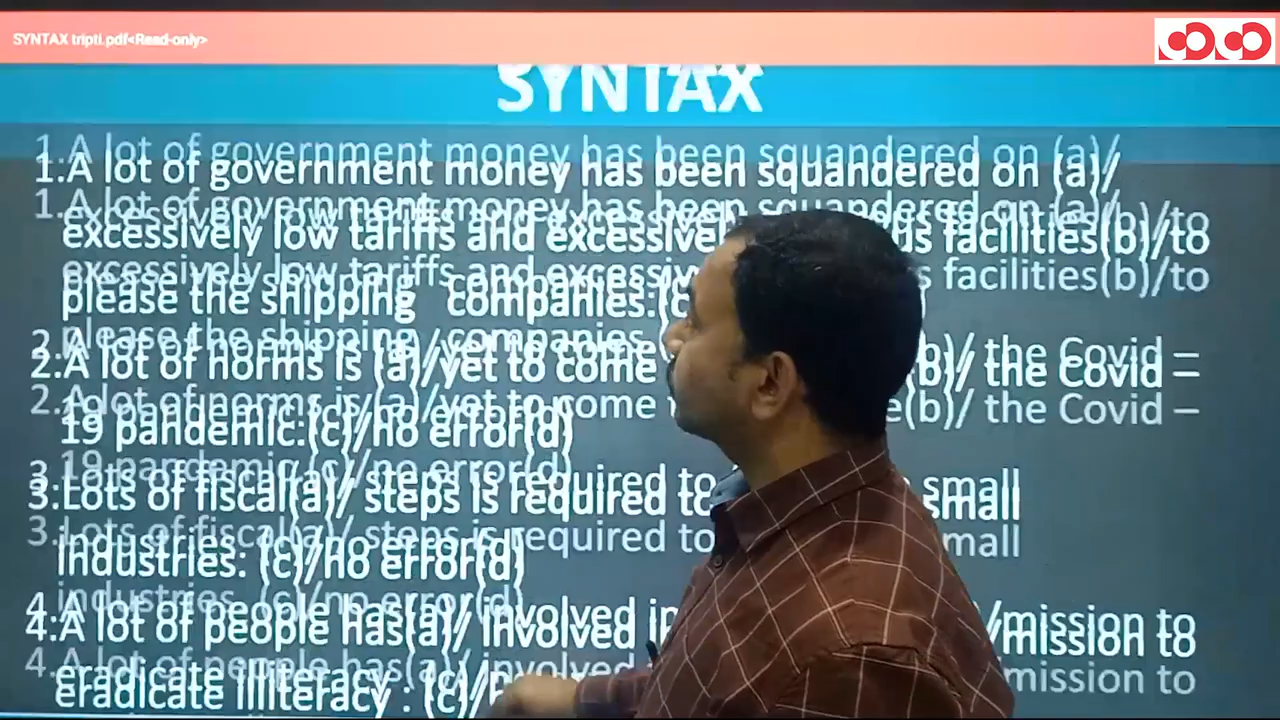 SYNTAX tripti.pdf<Read-only>
SYNTAX
1.A lot of government money has been squandered on (a)/
excessively low tariffs and facilities(b)/to
please the shipping companies.(c
2.A lot of norms is (a)/yet to come (b)/ the Covid –
19 pandemic.(c)/no error(d)
3.Lots of fiscal(a)/ steps is required to small
industries. (c)/no error(d)
4.A lot of people has(a)/ involved /mission to
eradicate illiteracy . (c)/